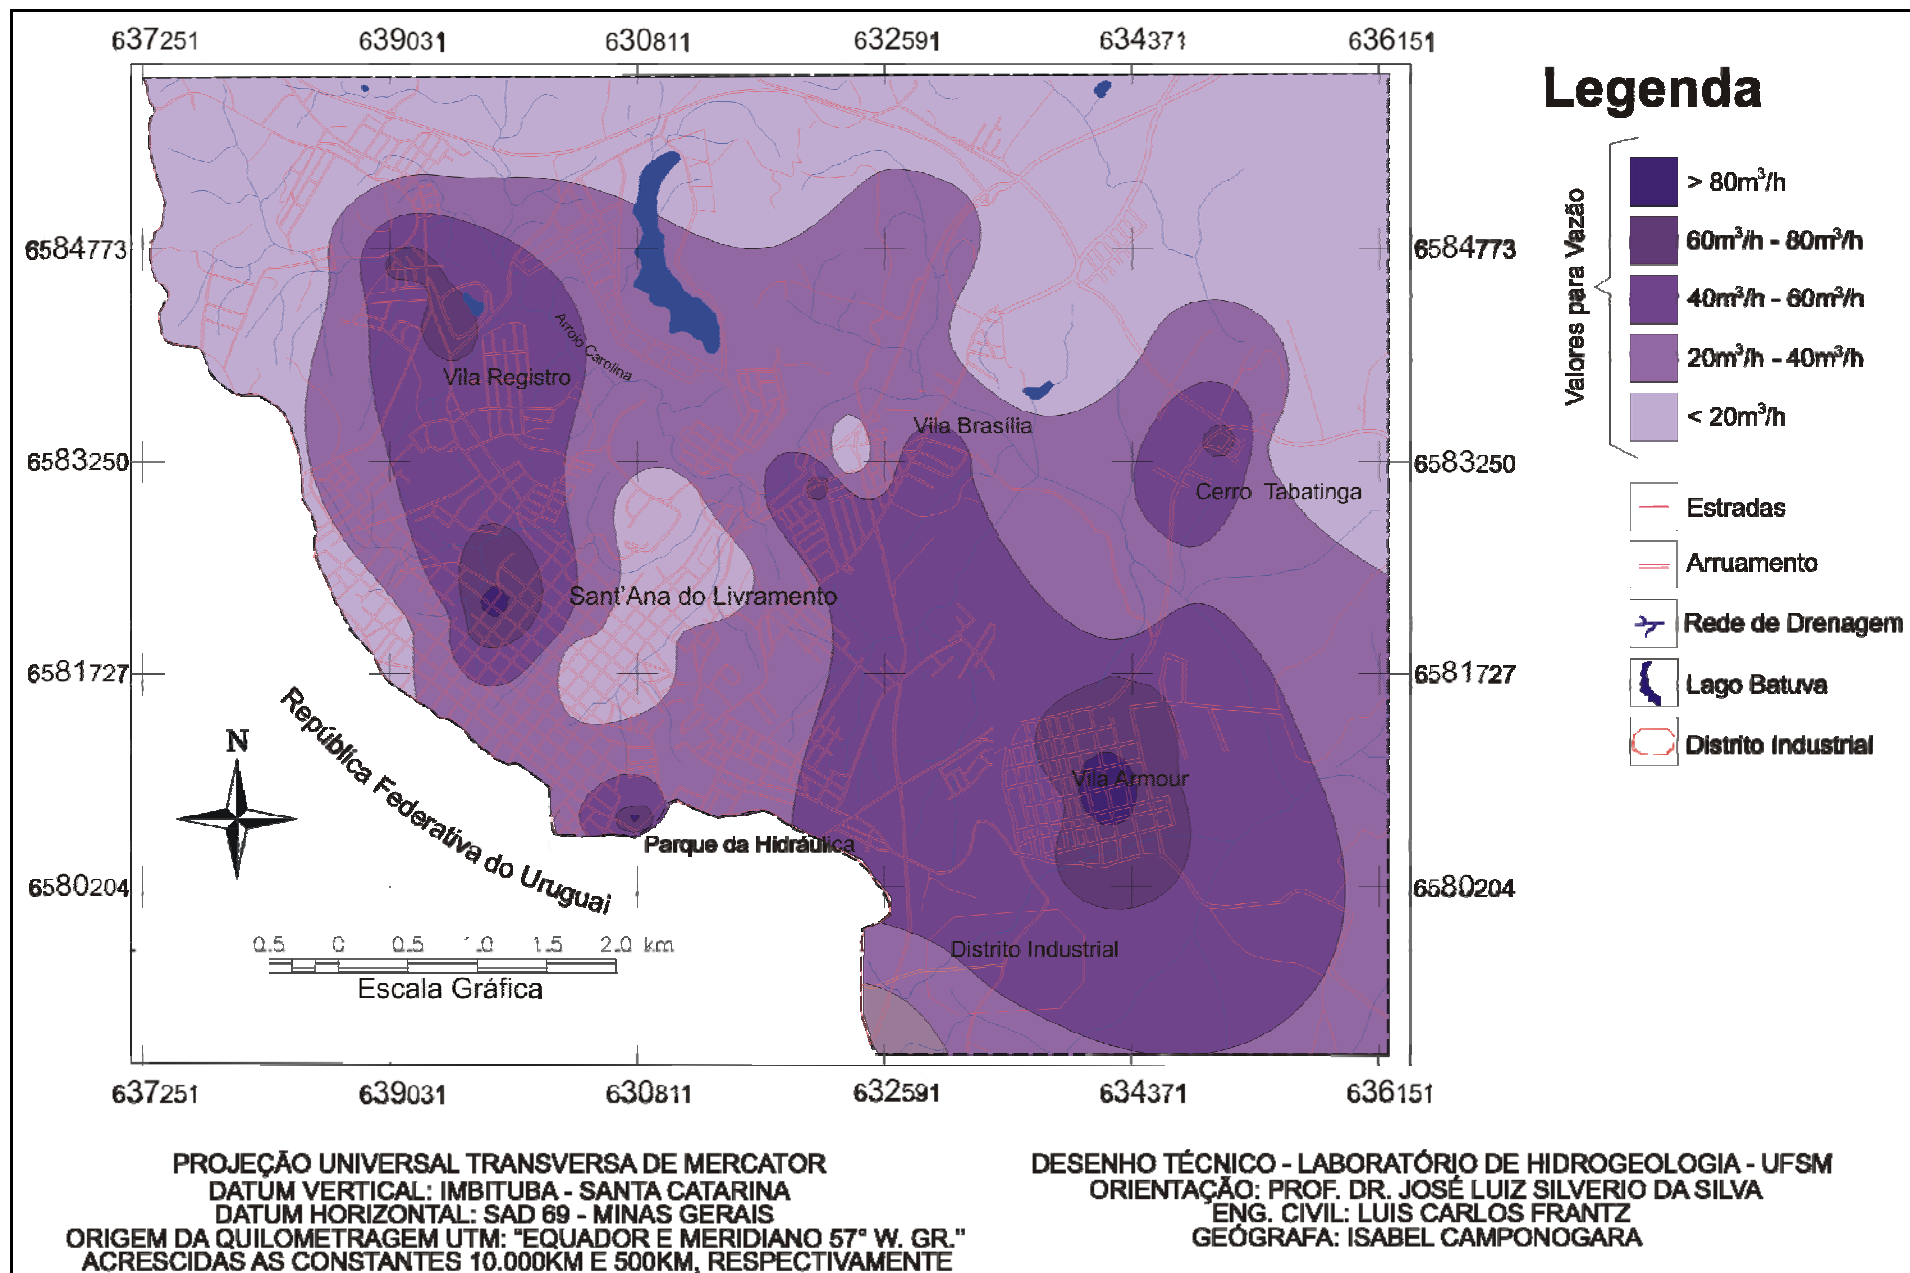 637251 639031 630811 632591 634371 636151
Legenda
Valores para Vazão
> 80m³/h
60m³/h - 80m³/h
40m³/h - 60m³/h
20m³/h - 40m³/h
< 20m³/h
Estradas
Arruamento
Rede de Drenagem
Lago Batuva
Distrito Industrial
6584773 6584773
6583250 6583250
6581727 6581727
6580204 6580204
Arroio Carolina
Vila Registro
Vila Brasília
Cerro Tabatinga
Sant'Ana do Livramento
Vila Armour
Parque da Hidráulica
Distrito Industrial
República Federativa do Uruguai
N
0.5 0 0.5 1.0 1.5 2.0 km
Escala Gráfica
637251 639031 630811 632591 634371 636151
PROJEÇÃO UNIVERSAL TRANSVERSA DE MERCATOR
DATUM VERTICAL: IMBITUBA - SANTA CATARINA
DATUM HORIZONTAL: SAD 69 - MINAS GERAIS
ORIGEM DA QUILOMETRAGEM UTM: "EQUADOR E MERIDIANO 57° W. GR."
ACRESCIDAS AS CONSTANTES 10.000KM E 500KM, RESPECTIVAMENTE
DESENHO TÉCNICO - LABORATÓRIO DE HIDROGEOLOGIA - UFSM
ORIENTAÇÃO: PROF. DR. JOSÉ LUIZ SILVERIO DA SILVA
ENG. CIVIL: LUIS CARLOS FRANTZ
GEÓGRAFA: ISABEL CAMPONOGARA